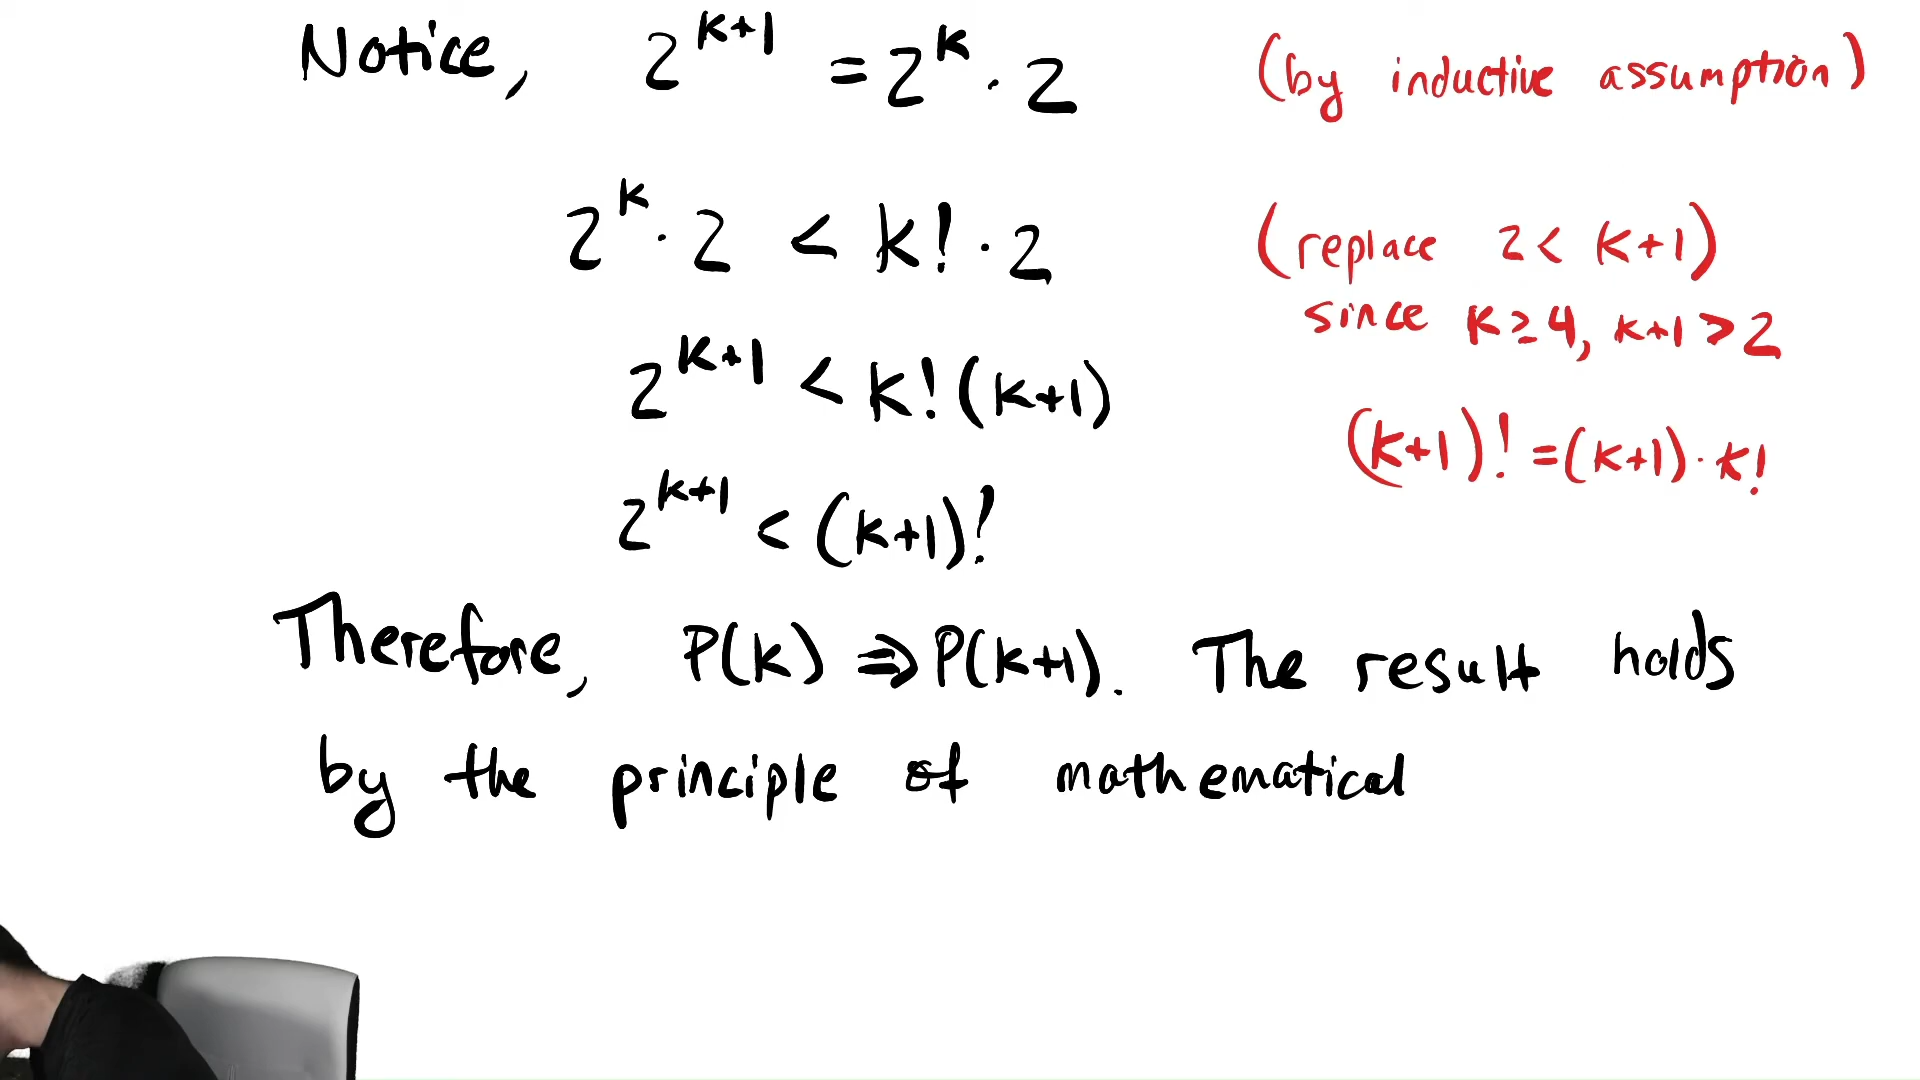 Notice, 2^{k+1} = 2^k · 2 (by inductive assumption)
2^k · 2 < k! · 2 (replace 2 < k+1)
since k ≥ 4, k+1 > 2
2^{k+1} < k! (k+1)
(k+1)! = (k+1) · k!
2^{k+1} < (k+1)!
Therefore, P(k) ⇒ P(k+1). The result holds
by the principle of mathematical